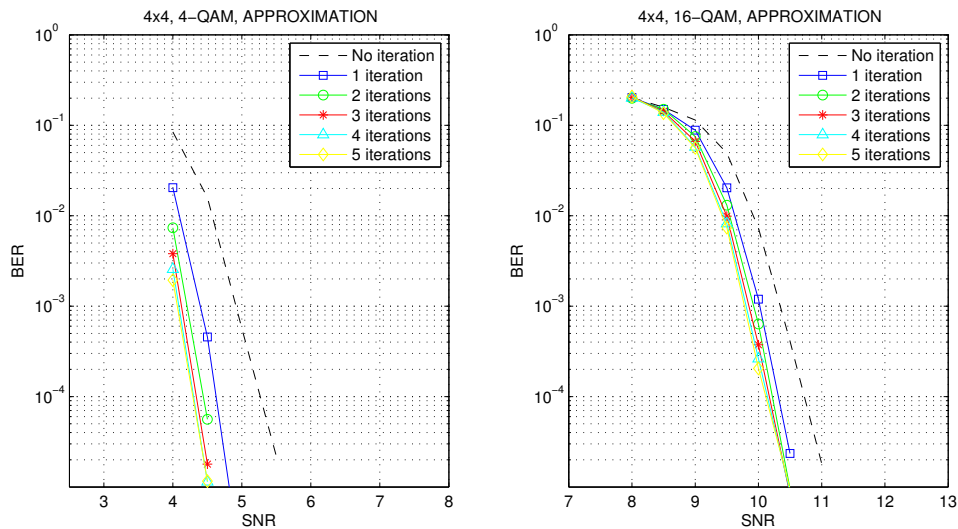 4x4, 4−QAM, APPROXIMATION
10^0
10^−1
10^−2
10^−3
10^−4
BER
3 4 5 6 7 8
SNR
No iteration
1 iteration
2 iterations
3 iterations
4 iterations
5 iterations
4x4, 16−QAM, APPROXIMATION
10^0
10^−1
10^−2
10^−3
10^−4
BER
7 8 9 10 11 12 13
SNR
No iteration
1 iteration
2 iterations
3 iterations
4 iterations
5 iterations